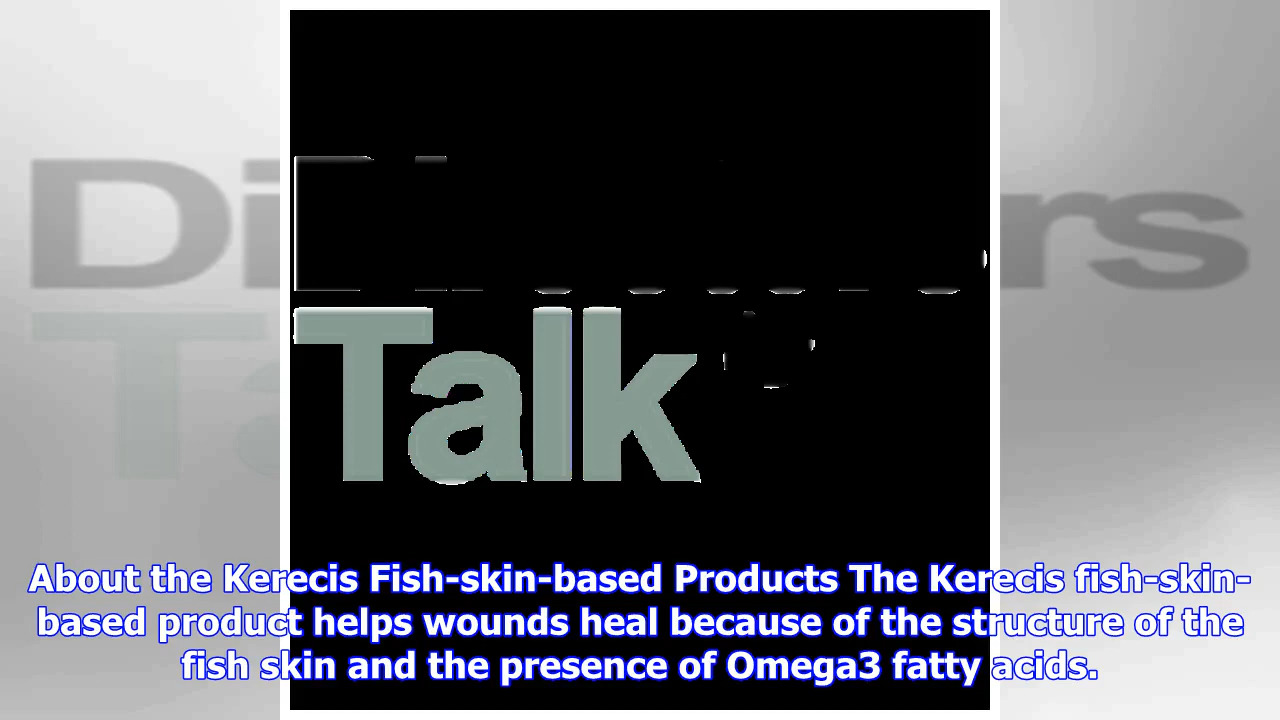 Talk
About the Kerecis Fish-skin-based Products The Kerecis fish-skin-
based product helps wounds heal because of the structure of the
fish skin and the presence of Omega3 fatty acids.